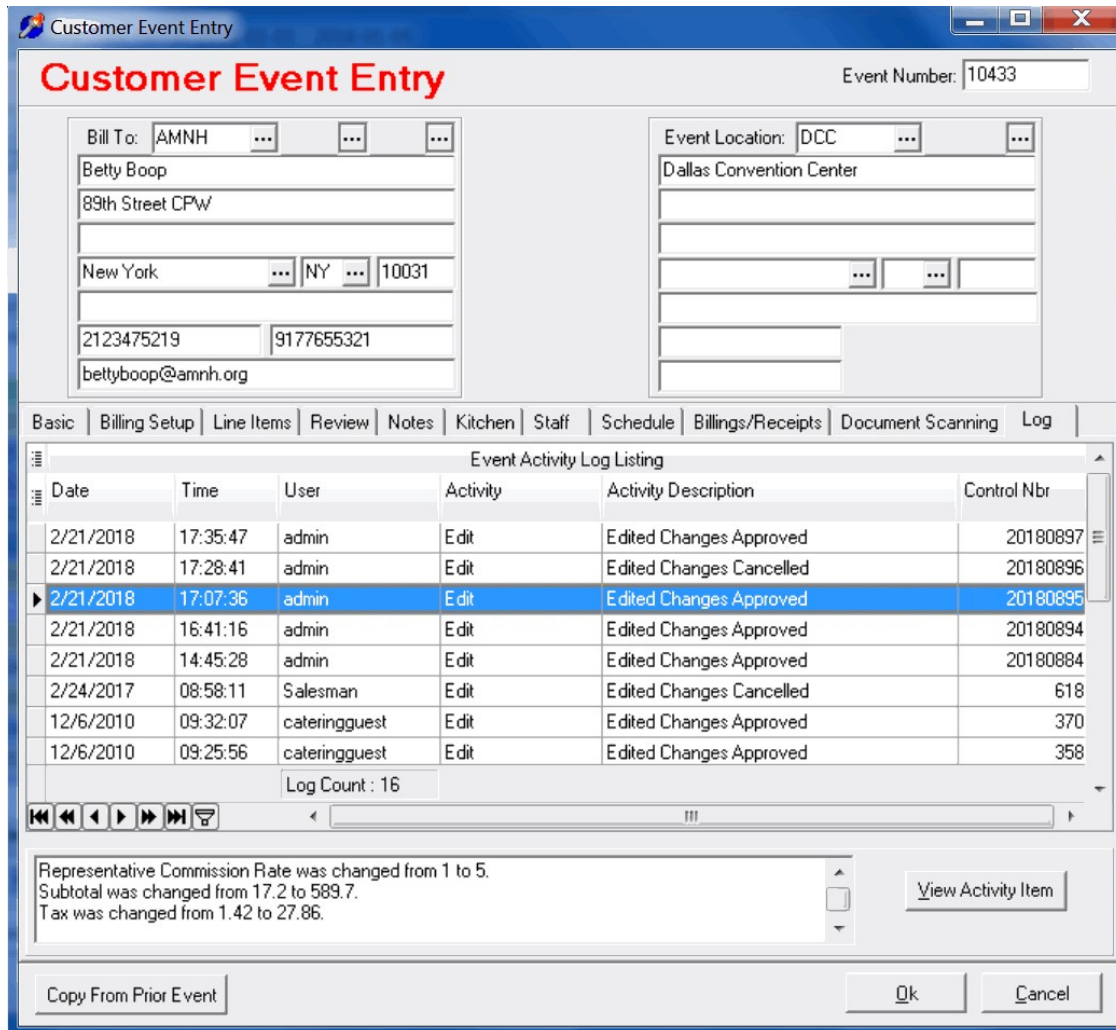 Customer Event Entry
Customer Event Entry
Event Number: 10433
Bill To: AMNH ... ... ...
Betty Boop
89th Street CPW
New York ... NY ... 10031
2123475219 9177655321
bettyboop@amnh.org
Event Location: DCC ... ...
Dallas Convention Center
... ...
Basic Billing Setup Line Items Review Notes Kitchen Staff Schedule Billings/Receipts Document Scanning Log
Event Activity Log Listing
Date Time User Activity Activity Description Control Nbr
2/21/2018 17:35:47 admin Edit Edited Changes Approved 20180897
2/21/2018 17:28:41 admin Edit Edited Changes Cancelled 20180896
2/21/2018 17:07:36 admin Edit Edited Changes Approved 20180895
2/21/2018 16:41:16 admin Edit Edited Changes Approved 20180894
2/21/2018 14:45:28 admin Edit Edited Changes Approved 20180884
2/24/2017 08:58:11 Salesman Edit Edited Changes Cancelled 618
12/6/2010 09:32:07 cateringguest Edit Edited Changes Approved 370
12/6/2010 09:25:56 cateringguest Edit Edited Changes Approved 358
Log Count : 16
Representative Commission Rate was changed from 1 to 5.
Subtotal was changed from 17.2 to 589.7.
Tax was changed from 1.42 to 27.86.
View Activity Item
Copy From Prior Event
Ok
Cancel